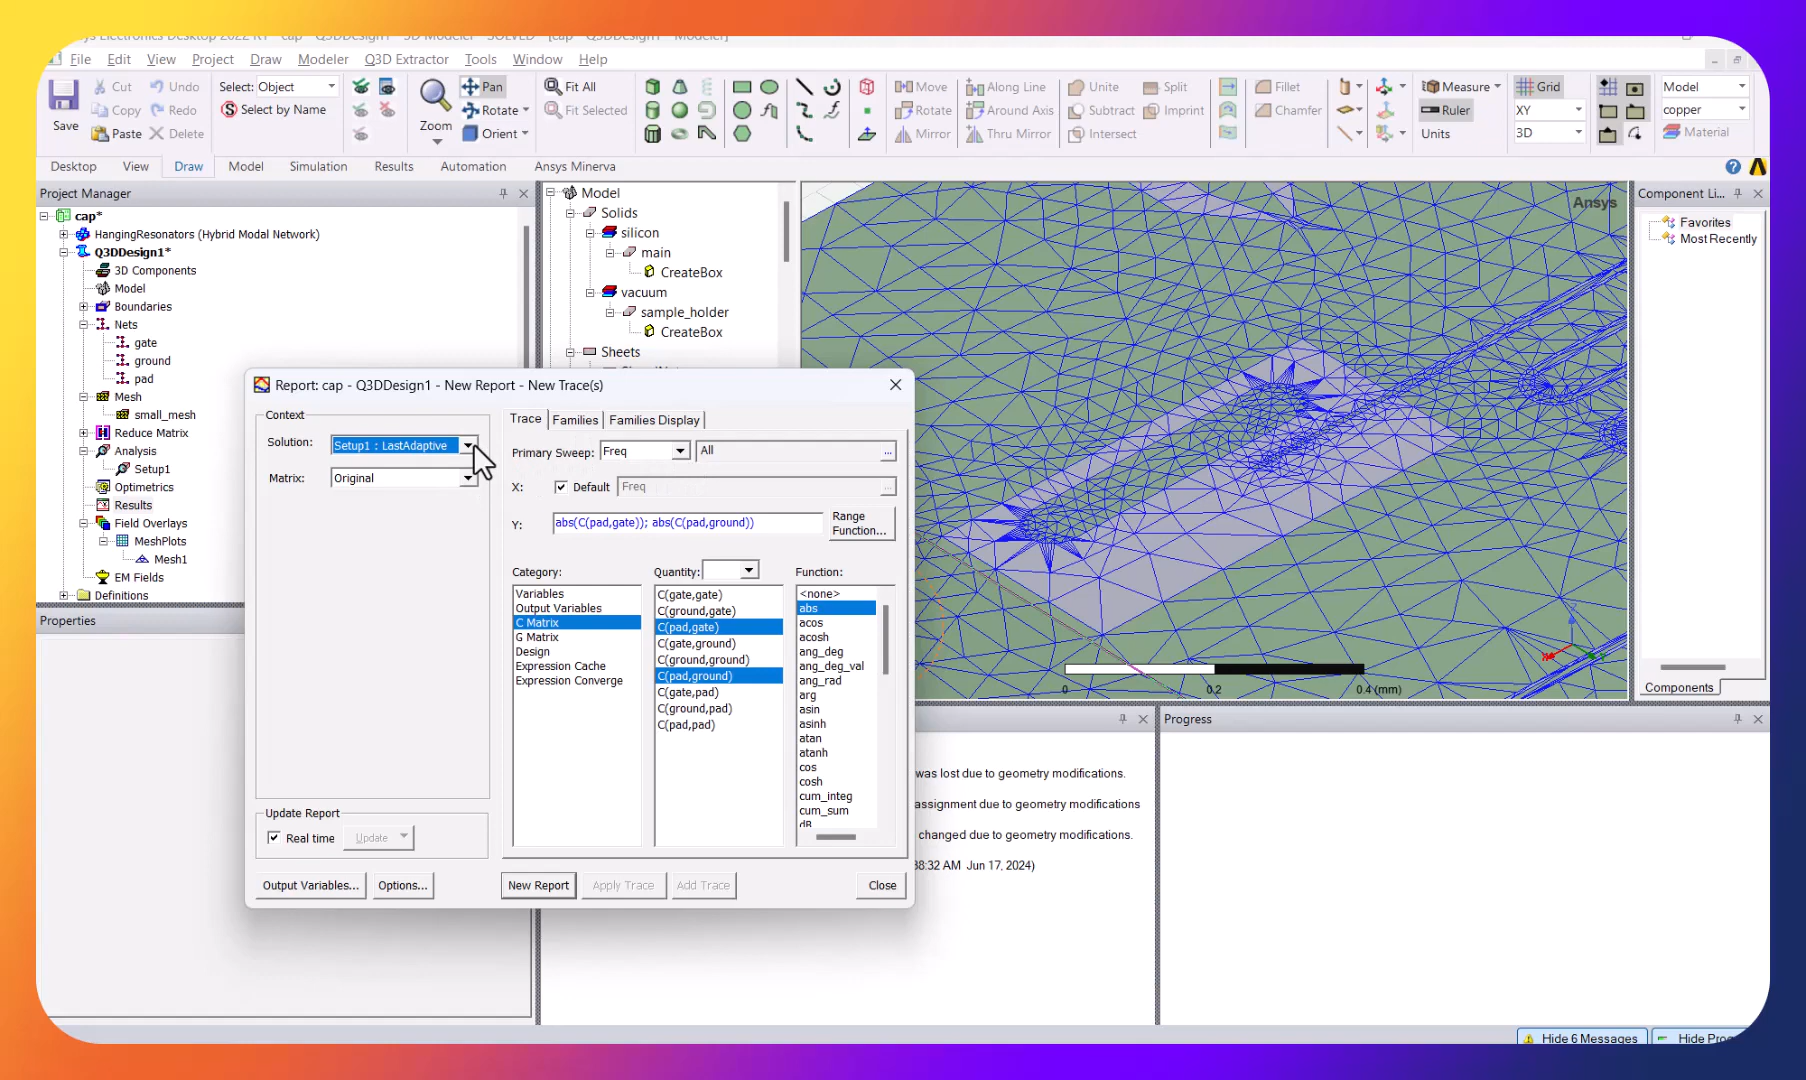 File Edit View Project Draw Modeler Q3D Extractor Tools Window Help
Save
Cut
Copy
Paste
Undo
Redo
Delete
Select: Object
Select by Name
Zoom
Pan
Rotate
Orient
Fit All
Fit Selected
Move
Rotate
Mirror
Along Line
Around Axis
Thru Mirror
Unite
Subtract
Intersect
Split
Imprint
Fillet
Chamfer
Measure
Ruler
Units
Grid
XY
3D
Model
copper
Material
Desktop View Draw Model Simulation Results Automation Ansys Minerva
Project Manager
cap*
HangingResonators (Hybrid Modal Network)
Q3DDesign1*
3D Components
Model
Boundaries
Nets
gate
ground
pad
Mesh
small_mesh
Reduce Matrix
Analysis
Setup1
Optimetrics
Results
Field Overlays
MeshPlots
Mesh1
EM Fields
Definitions
Properties
Model
Solids
silicon
main
CreateBox
vacuum
sample_holder
CreateBox
Sheets
Ansys
0 0.2 0.4 (mm)
Component Li...
Favorites
Most Recently
Components
Report: cap - Q3DDesign1 - New Report - New Trace(s)
Context
Solution: Setup1 : LastAdaptive
Matrix: Original
Update Report
Real time Update
Output Variables... Options...
Trace Families Families Display
Primary Sweep: Freq All ...
X: Default Freq ...
Y: abs(C(pad,gate)); abs(C(pad,ground))
Range
Function...
Category:
Variables
Output Variables
C Matrix
G Matrix
Design
Expression Cache
Expression Converge
Quantity:
C(gate,gate)
C(ground,gate)
C(pad,gate)
C(gate,ground)
C(ground,ground)
C(pad,ground)
C(gate,pad)
C(ground,pad)
C(pad,pad)
Function:
<none>
abs
acos
acosh
ang_deg
ang_deg_val
ang_rad
arg
asin
asinh
atan
atanh
cos
cosh
cum_integ
cum_sum
dB
New Report Apply Trace Add Trace Close
was lost due to geometry modifications.
assignment due to geometry modifications
changed due to geometry modifications.
38:32 AM Jun 17, 2024)
Progress
Hide 6 Messages